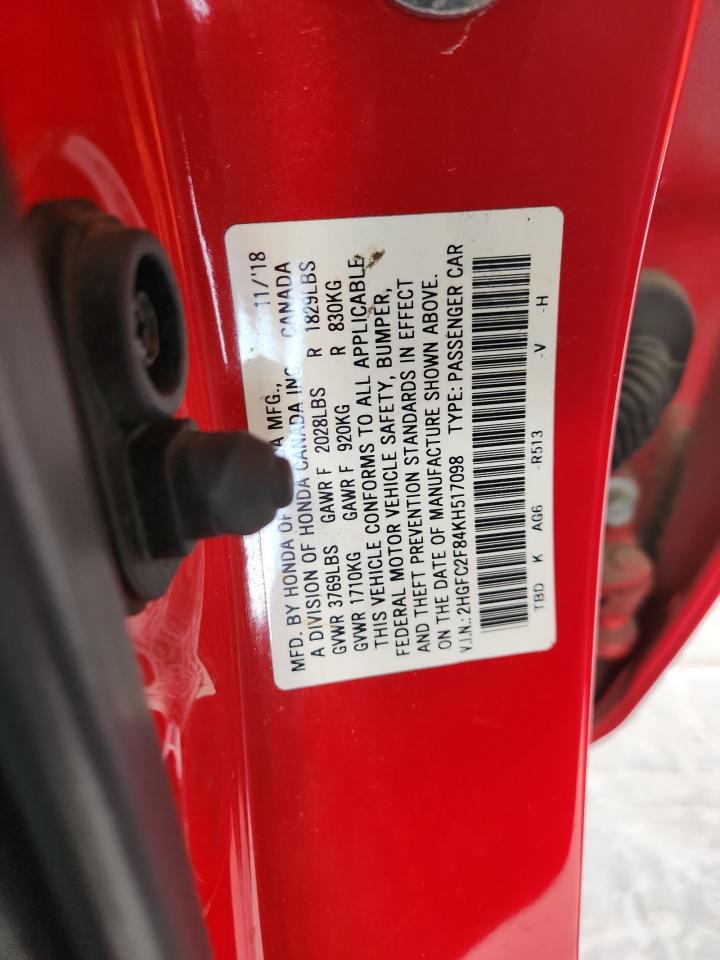 MFD. BY HONDA OF MFG., 11/'18
A DIVISION OF HONDA CANADA INC. CANADA
GVWR 3769LBS GAWR F 2028LBS R 1829LBS
GVWR 1710KG GAWR F 920KG R 830KG
THIS VEHICLE CONFORMS TO ALL APPLICABLE
FEDERAL MOTOR VEHICLE SAFETY, BUMPER,
AND THEFT PREVENTION STANDARDS IN EFFECT
ON THE DATE OF MANUFACTURE SHOWN ABOVE.
V.I.N.: 2HGFC2F84KH517098 TYPE: PASSENGER CAR
TBD K AG6 -R513 -V -H